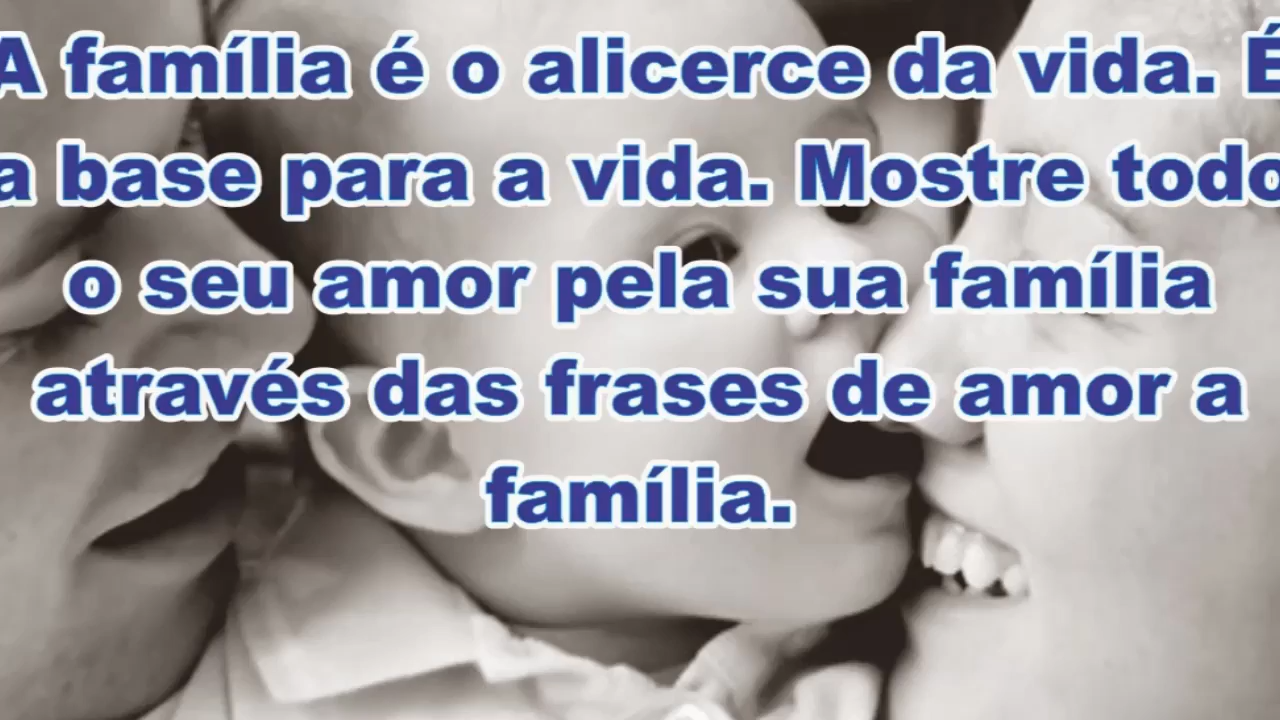 A família é o alicerce da vida. É
a base para a vida. Mostre todo
o seu amor pela sua família
através das frases de amor a
família.